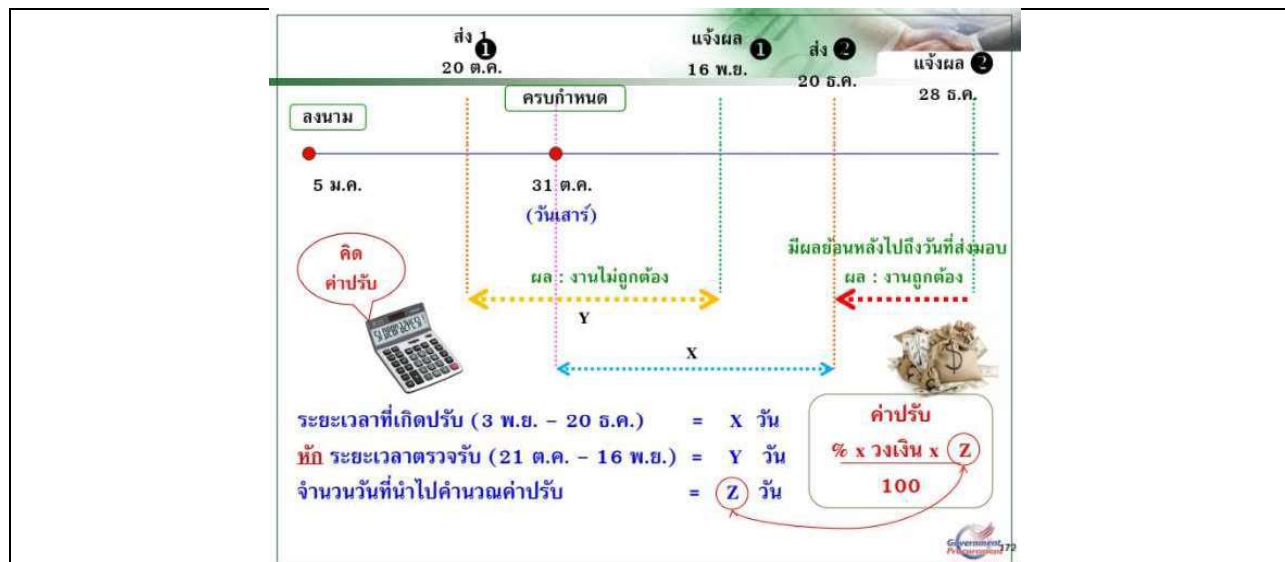 ส่ง 1 ❶
20 ต.ค.
แจ้งผล ❶
16 พ.ย.
ส่ง ❷
20 ธ.ค.
แจ้งผล ❷
28 ธ.ค.
ลงนาม
ครบกำหนด
5 ม.ค.
31 ต.ค.
(วันเสาร์)
คิด
ค่าปรับ
ผล : งานไม่ถูกต้อง
Y
มีผลย้อนหลังไปถึงวันที่ส่งมอบ
ผล : งานถูกต้อง
X
ระยะเวลาที่เกิดปรับ (3 พ.ย. – 20 ธ.ค.) = X วัน
หัก ระยะเวลาตรวจรับ (21 ต.ค. – 16 พ.ย.) = Y วัน
จำนวนวันที่นำไปคำนวณค่าปรับ = Z วัน
ค่าปรับ
% x วงเงิน x Z
100
Government
Procurement
172